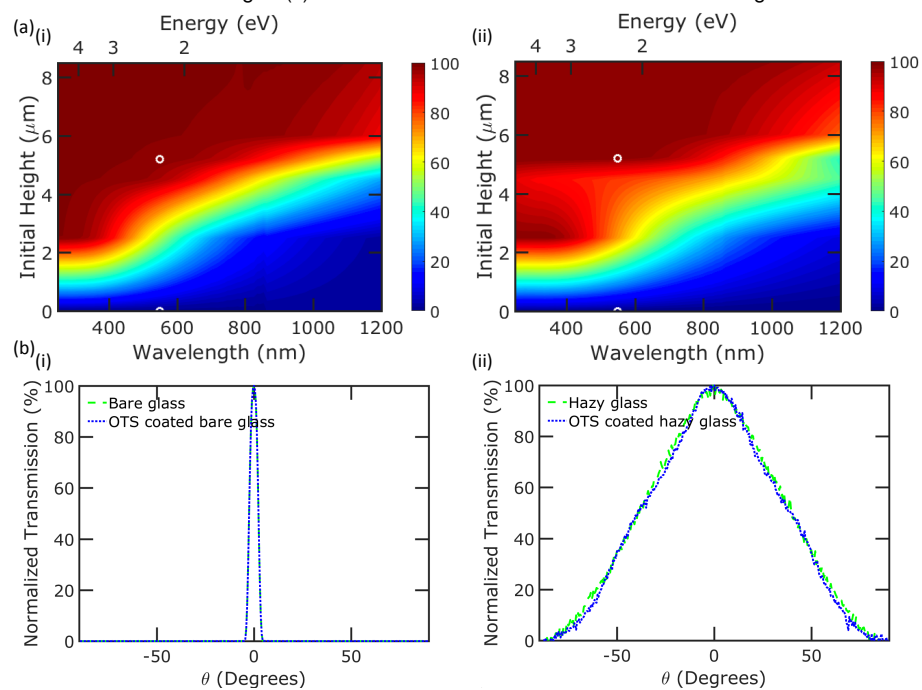 (a)
(i)
Energy (eV)
4 3 2
Initial Height (μm)
8
6
4
2
0
400 600 800 1000 1200
Wavelength (nm)
100
80
60
40
20
0
(ii)
Energy (eV)
4 3 2
Initial Height (μm)
8
6
4
2
0
400 600 800 1000 1200
Wavelength (nm)
100
80
60
40
20
0
(b)
(i)
Normalized Transmission (%)
100
80
60
40
20
0
Bare glass
OTS coated bare glass
-50 0 50
θ (Degrees)
(ii)
Normalized Transmission (%)
100
80
60
40
20
0
Hazy glass
OTS coated hazy glass
-50 0 50
θ (Degrees)